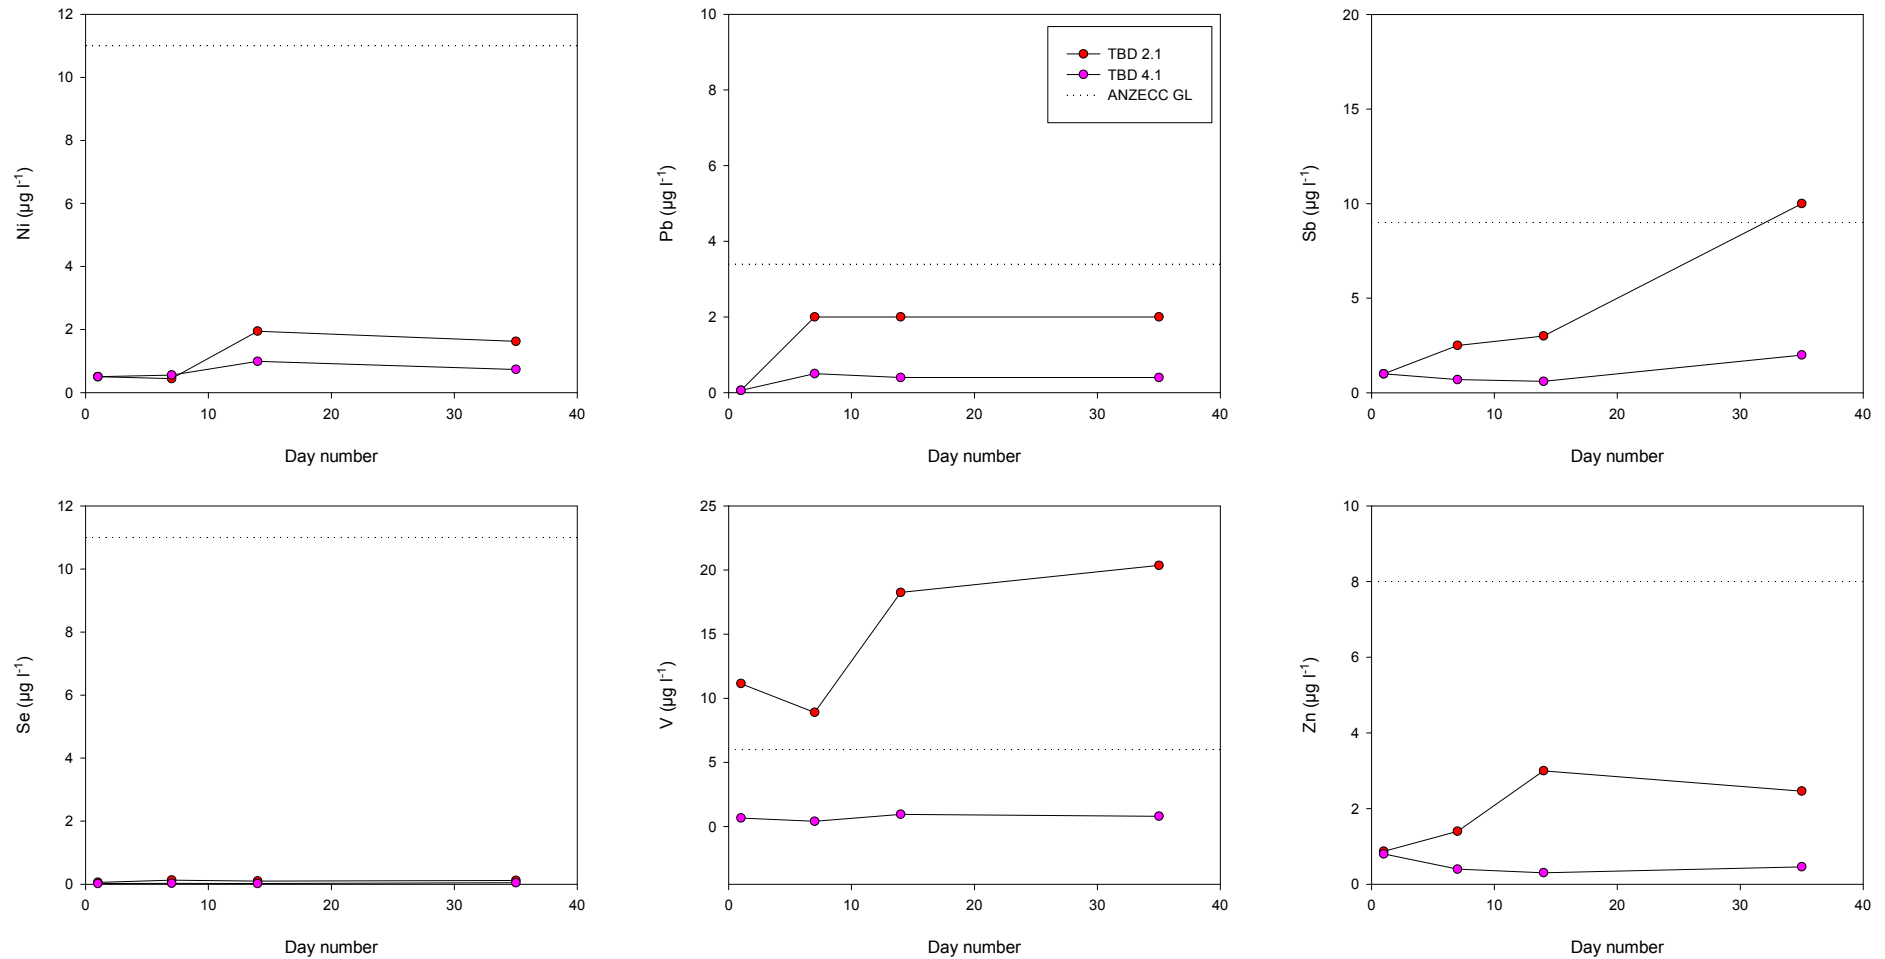 12
10
8
6
4
2
0
0 10 20 30 40
Ni (µg l-1)
Day number
10
8
6
4
2
0
0 10 20 30 40
Pb (µg l-1)
Day number
TBD 2.1
TBD 4.1
ANZECC GL
20
15
10
5
0
0 10 20 30 40
Sb (µg l-1)
Day number
12
10
8
6
4
2
0
0 10 20 30 40
Se (µg l-1)
Day number
25
20
15
10
5
0
0 10 20 30 40
V (µg l-1)
Day number
10
8
6
4
2
0
0 10 20 30 40
Zn (µg l-1)
Day number